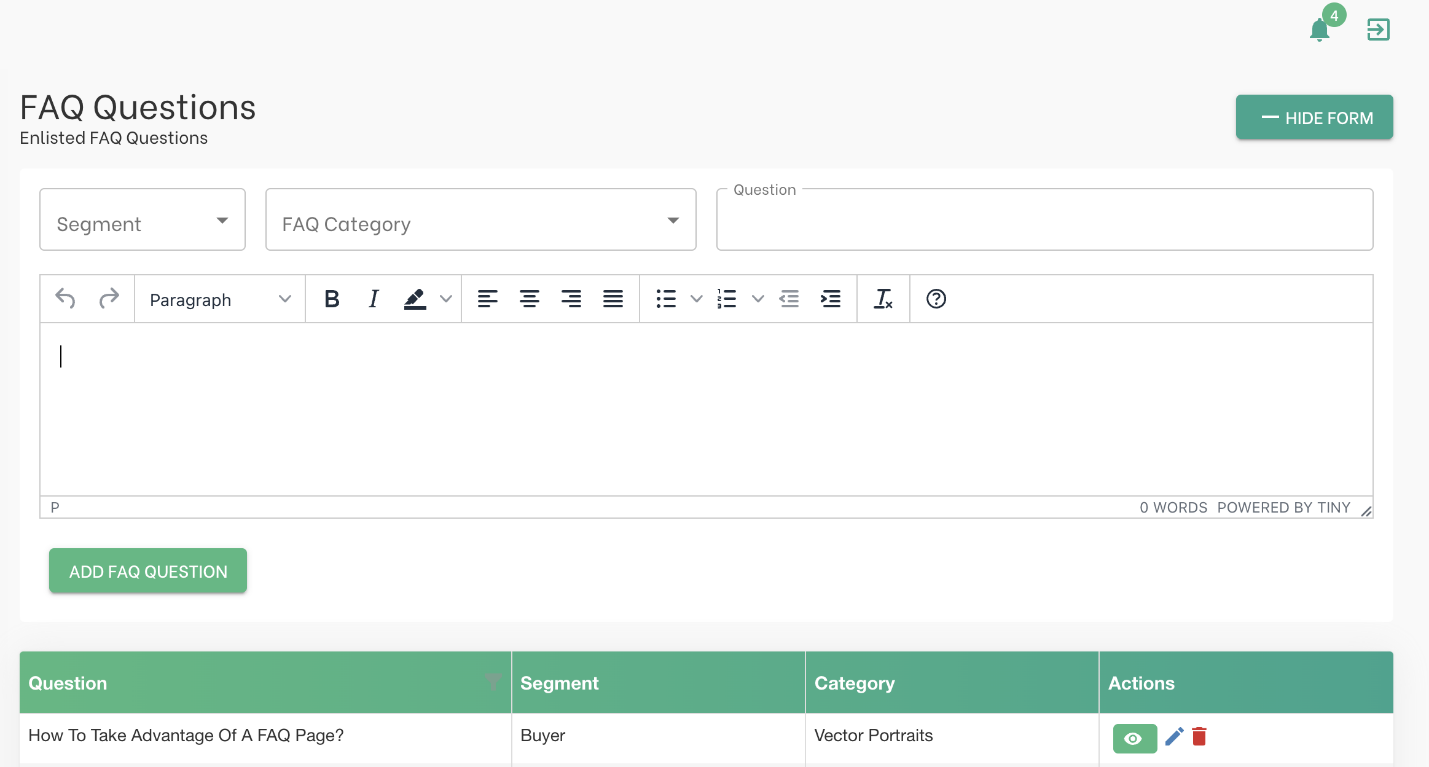 4
FAQ Questions
Enlisted FAQ Questions
— HIDE FORM
Segment
FAQ Category
Question
Paragraph
B
I
P
0 WORDS POWERED BY TINY
ADD FAQ QUESTION
Question Segment Category Actions
How To Take Advantage Of A FAQ Page? Buyer Vector Portraits